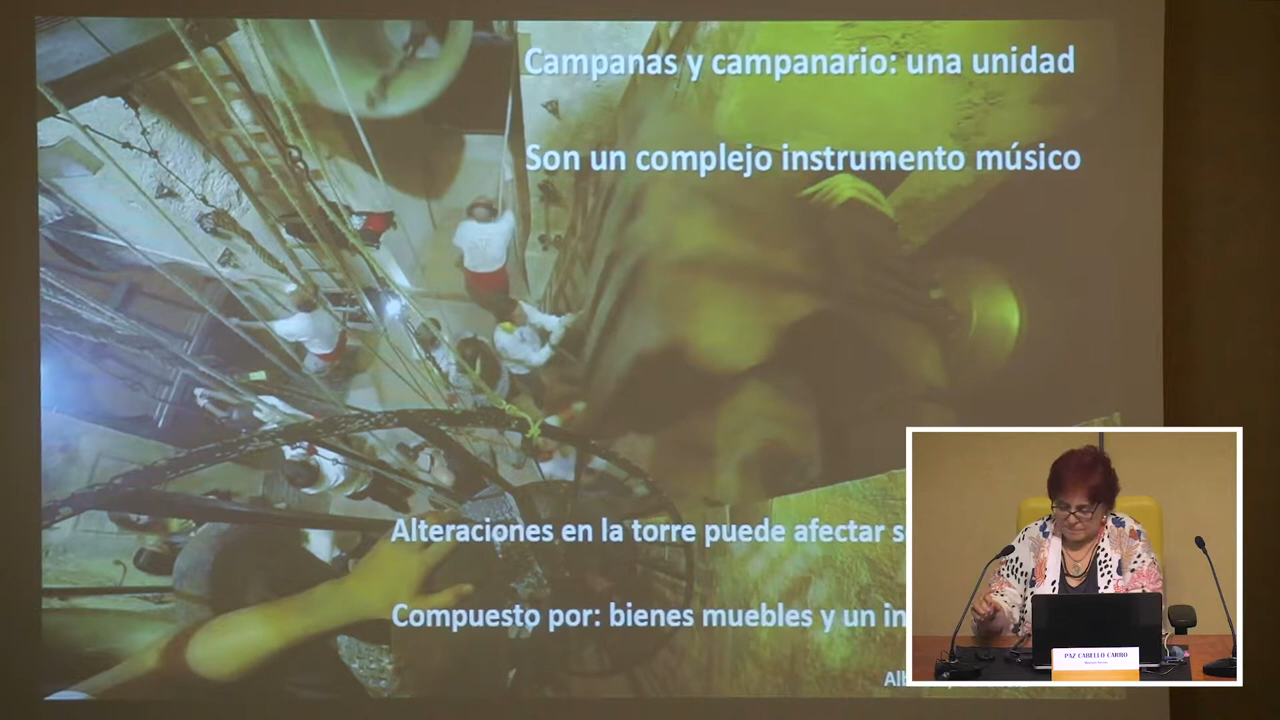 Campanas y campanario: una unidad
Son un complejo instrumento músico
Alteraciones en la torre puede afectar s
Compuesto por: bienes muebles y un in
PAZ CABELLO CARRO